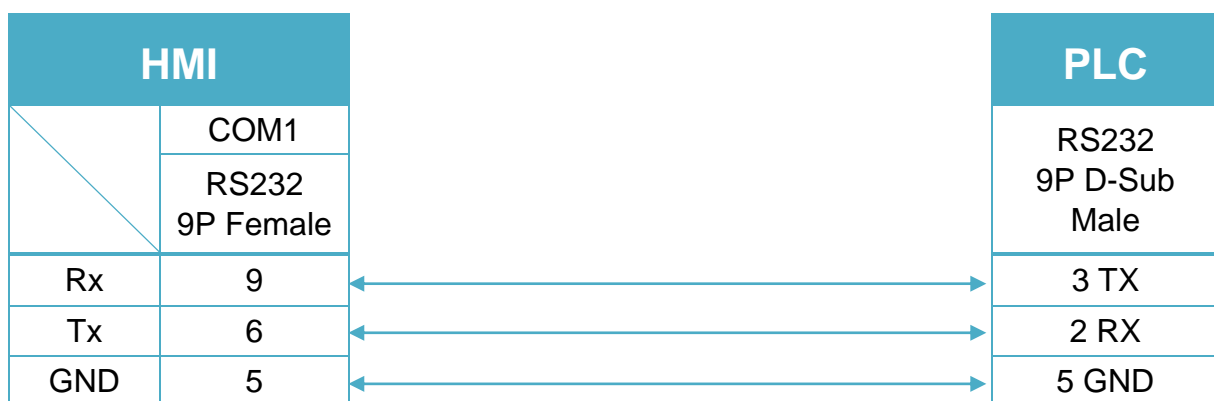 HMI
PLC
COM1
RS232
9P Female
RS232
9P D-Sub
Male
Rx 9 3 TX
Tx 6 2 RX
GND 5 5 GND